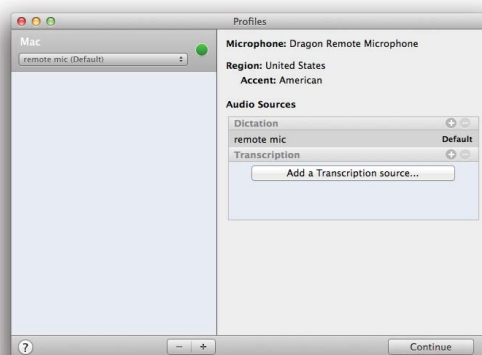 Profiles
Mac
remote mic (Default)
Microphone: Dragon Remote Microphone
Region: United States
Accent: American
Audio Sources
Dictation
remote mic Default
Transcription
Add a Transcription source...
?
Continue